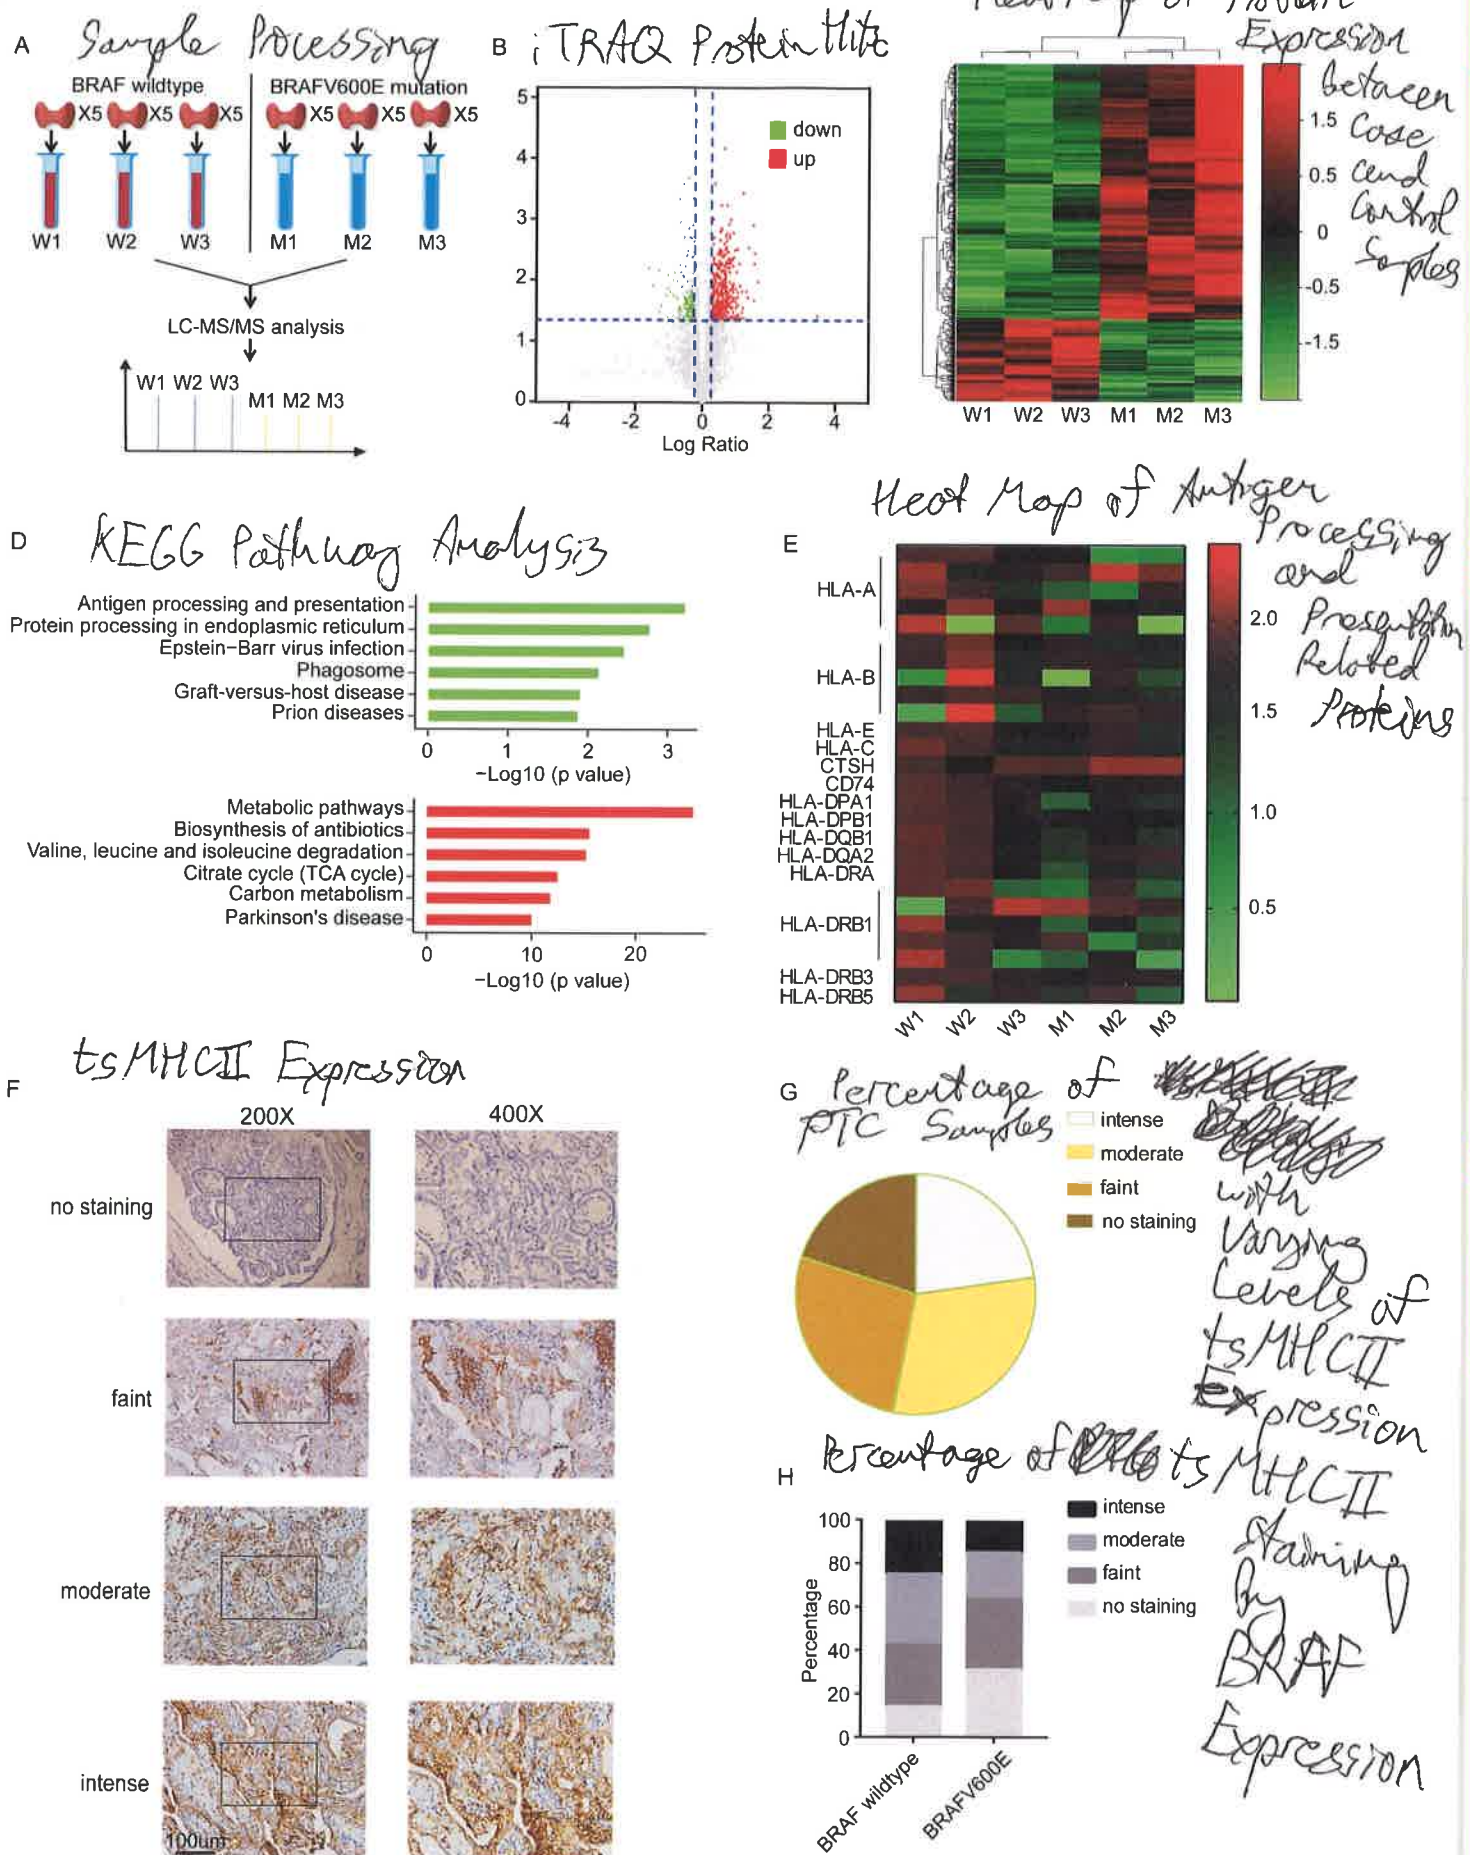 Heat Map of Protein
Expression
between
Case
and
Control
Samples
A Sample Processing
BRAF wildtype BRAFV600E mutation
X5 X5 X5 X5 X5 X5
W1 W2 W3 M1 M2 M3
LC-MS/MS analysis
W1 W2 W3
M1 M2 M3
B iTRAQ Protein
5
4
3
2
1
0
down
up
-4 -2 0 2 4
Log Ratio
1.5
0.5
0
-0.5
-1.5
W1 W2 W3 M1 M2 M3
D KEGG Pathway Analysis
Antigen processing and presentation
Protein processing in endoplasmic reticulum
Epstein–Barr virus infection
Phagosome
Graft-versus-host disease
Prion diseases
0 1 2 3
−Log10 (p value)
Metabolic pathways
Biosynthesis of antibiotics
Valine, leucine and isoleucine degradation
Citrate cycle (TCA cycle)
Carbon metabolism
Parkinson's disease
0 10 20
−Log10 (p value)
E Heat Map of Antigen
Processing
and
Presentation
Related
Proteins
HLA-A
HLA-B
HLA-E
HLA-C
CTSH
CD74
HLA-DPA1
HLA-DPB1
HLA-DQB1
HLA-DQA2
HLA-DRA
HLA-DRB1
HLA-DRB3
HLA-DRB5
2.0
1.5
1.0
0.5
W1 W2 W3 M1 M2 M3
F tsMHCII Expression
200X 400X
no staining
faint
moderate
intense
100um
G Percentage of
PTC Samples
with
Varying
Levels of
tsMHCII
Expression
intense
moderate
faint
no staining
H Percentage of tsMHCII
Staining
By
BRAF
Expression
intense
moderate
faint
no staining
100
80
60
40
20
0
Percentage
BRAF wildtype
BRAFV600E